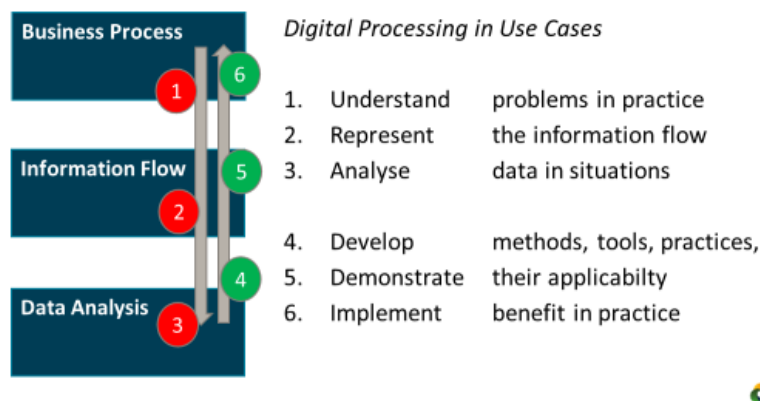 Business Process
6
1
Information Flow
5
2
4
Data Analysis
3
Digital Processing in Use Cases
1. Understand problems in practice
2. Represent the information flow
3. Analyse data in situations
4. Develop methods, tools, practices,
5. Demonstrate their applicabilty
6. Implement benefit in practice